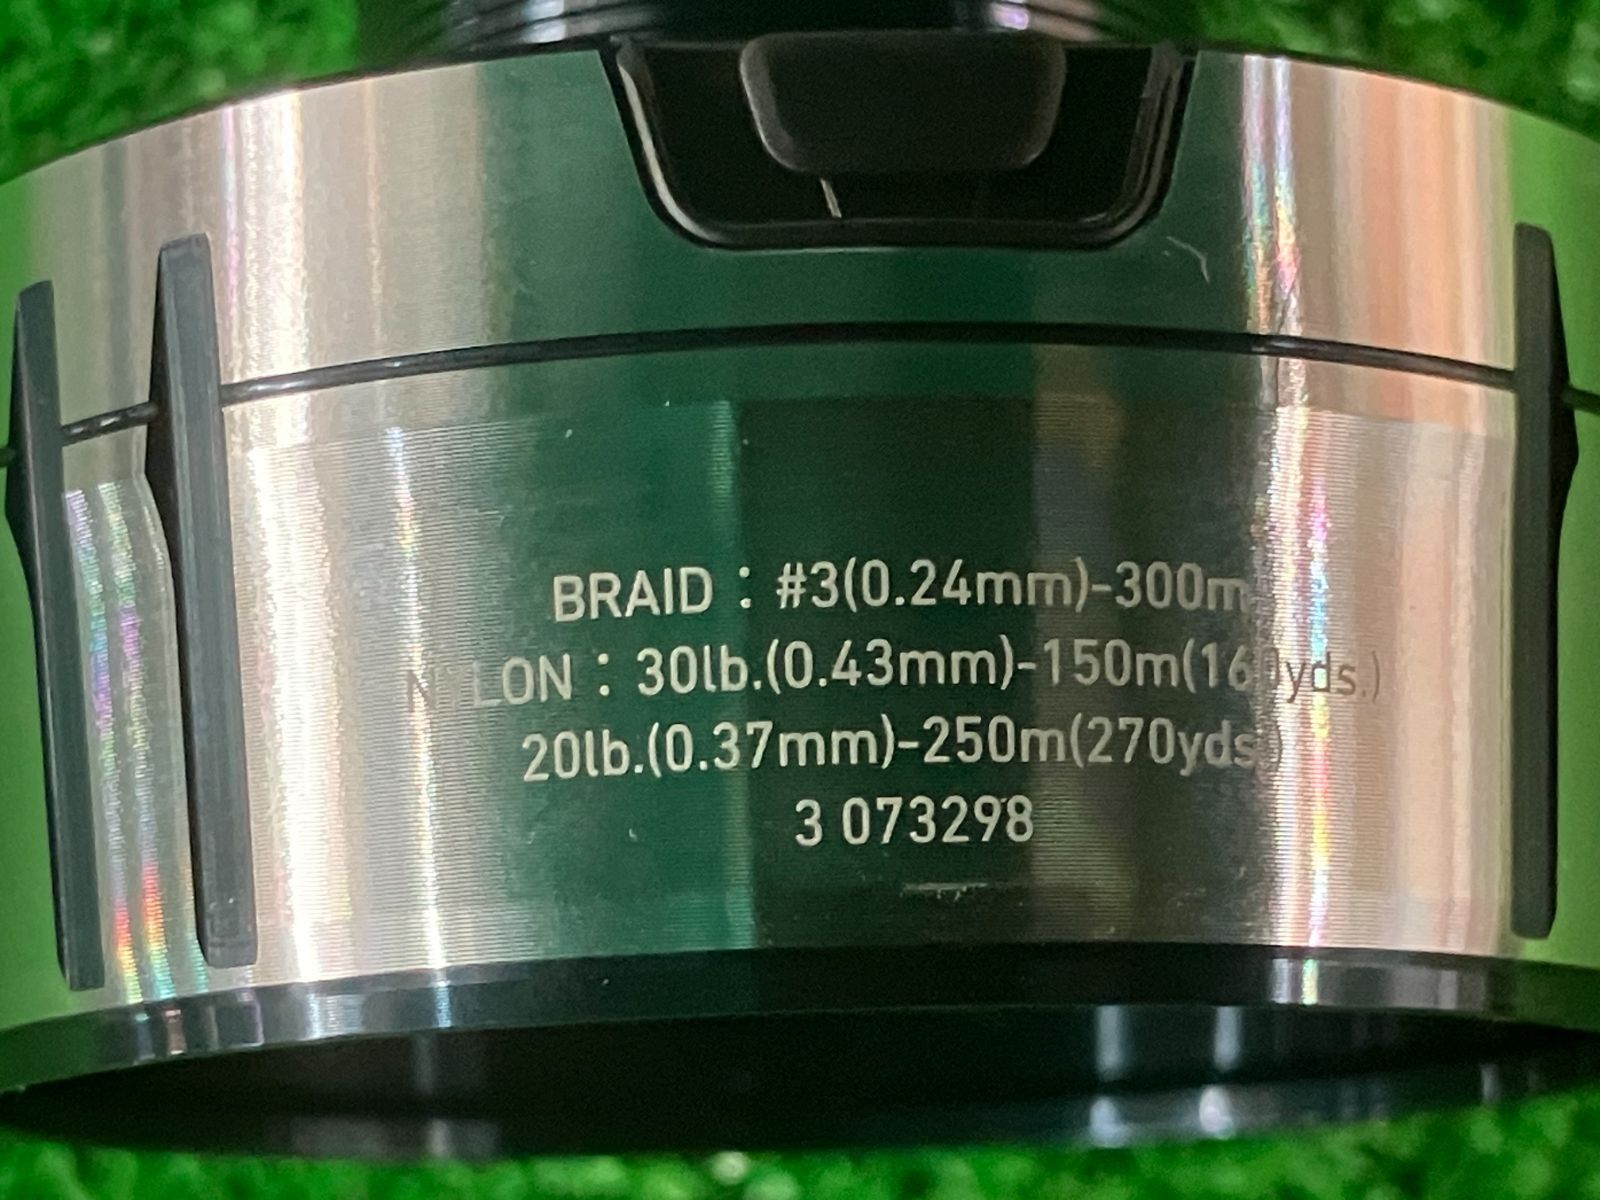 BRAID : #3(0.24mm)-300m
NYLON : 30lb.(0.43mm)-150m(160yds.)
20lb.(0.37mm)-250m(270yds.)
3 073298